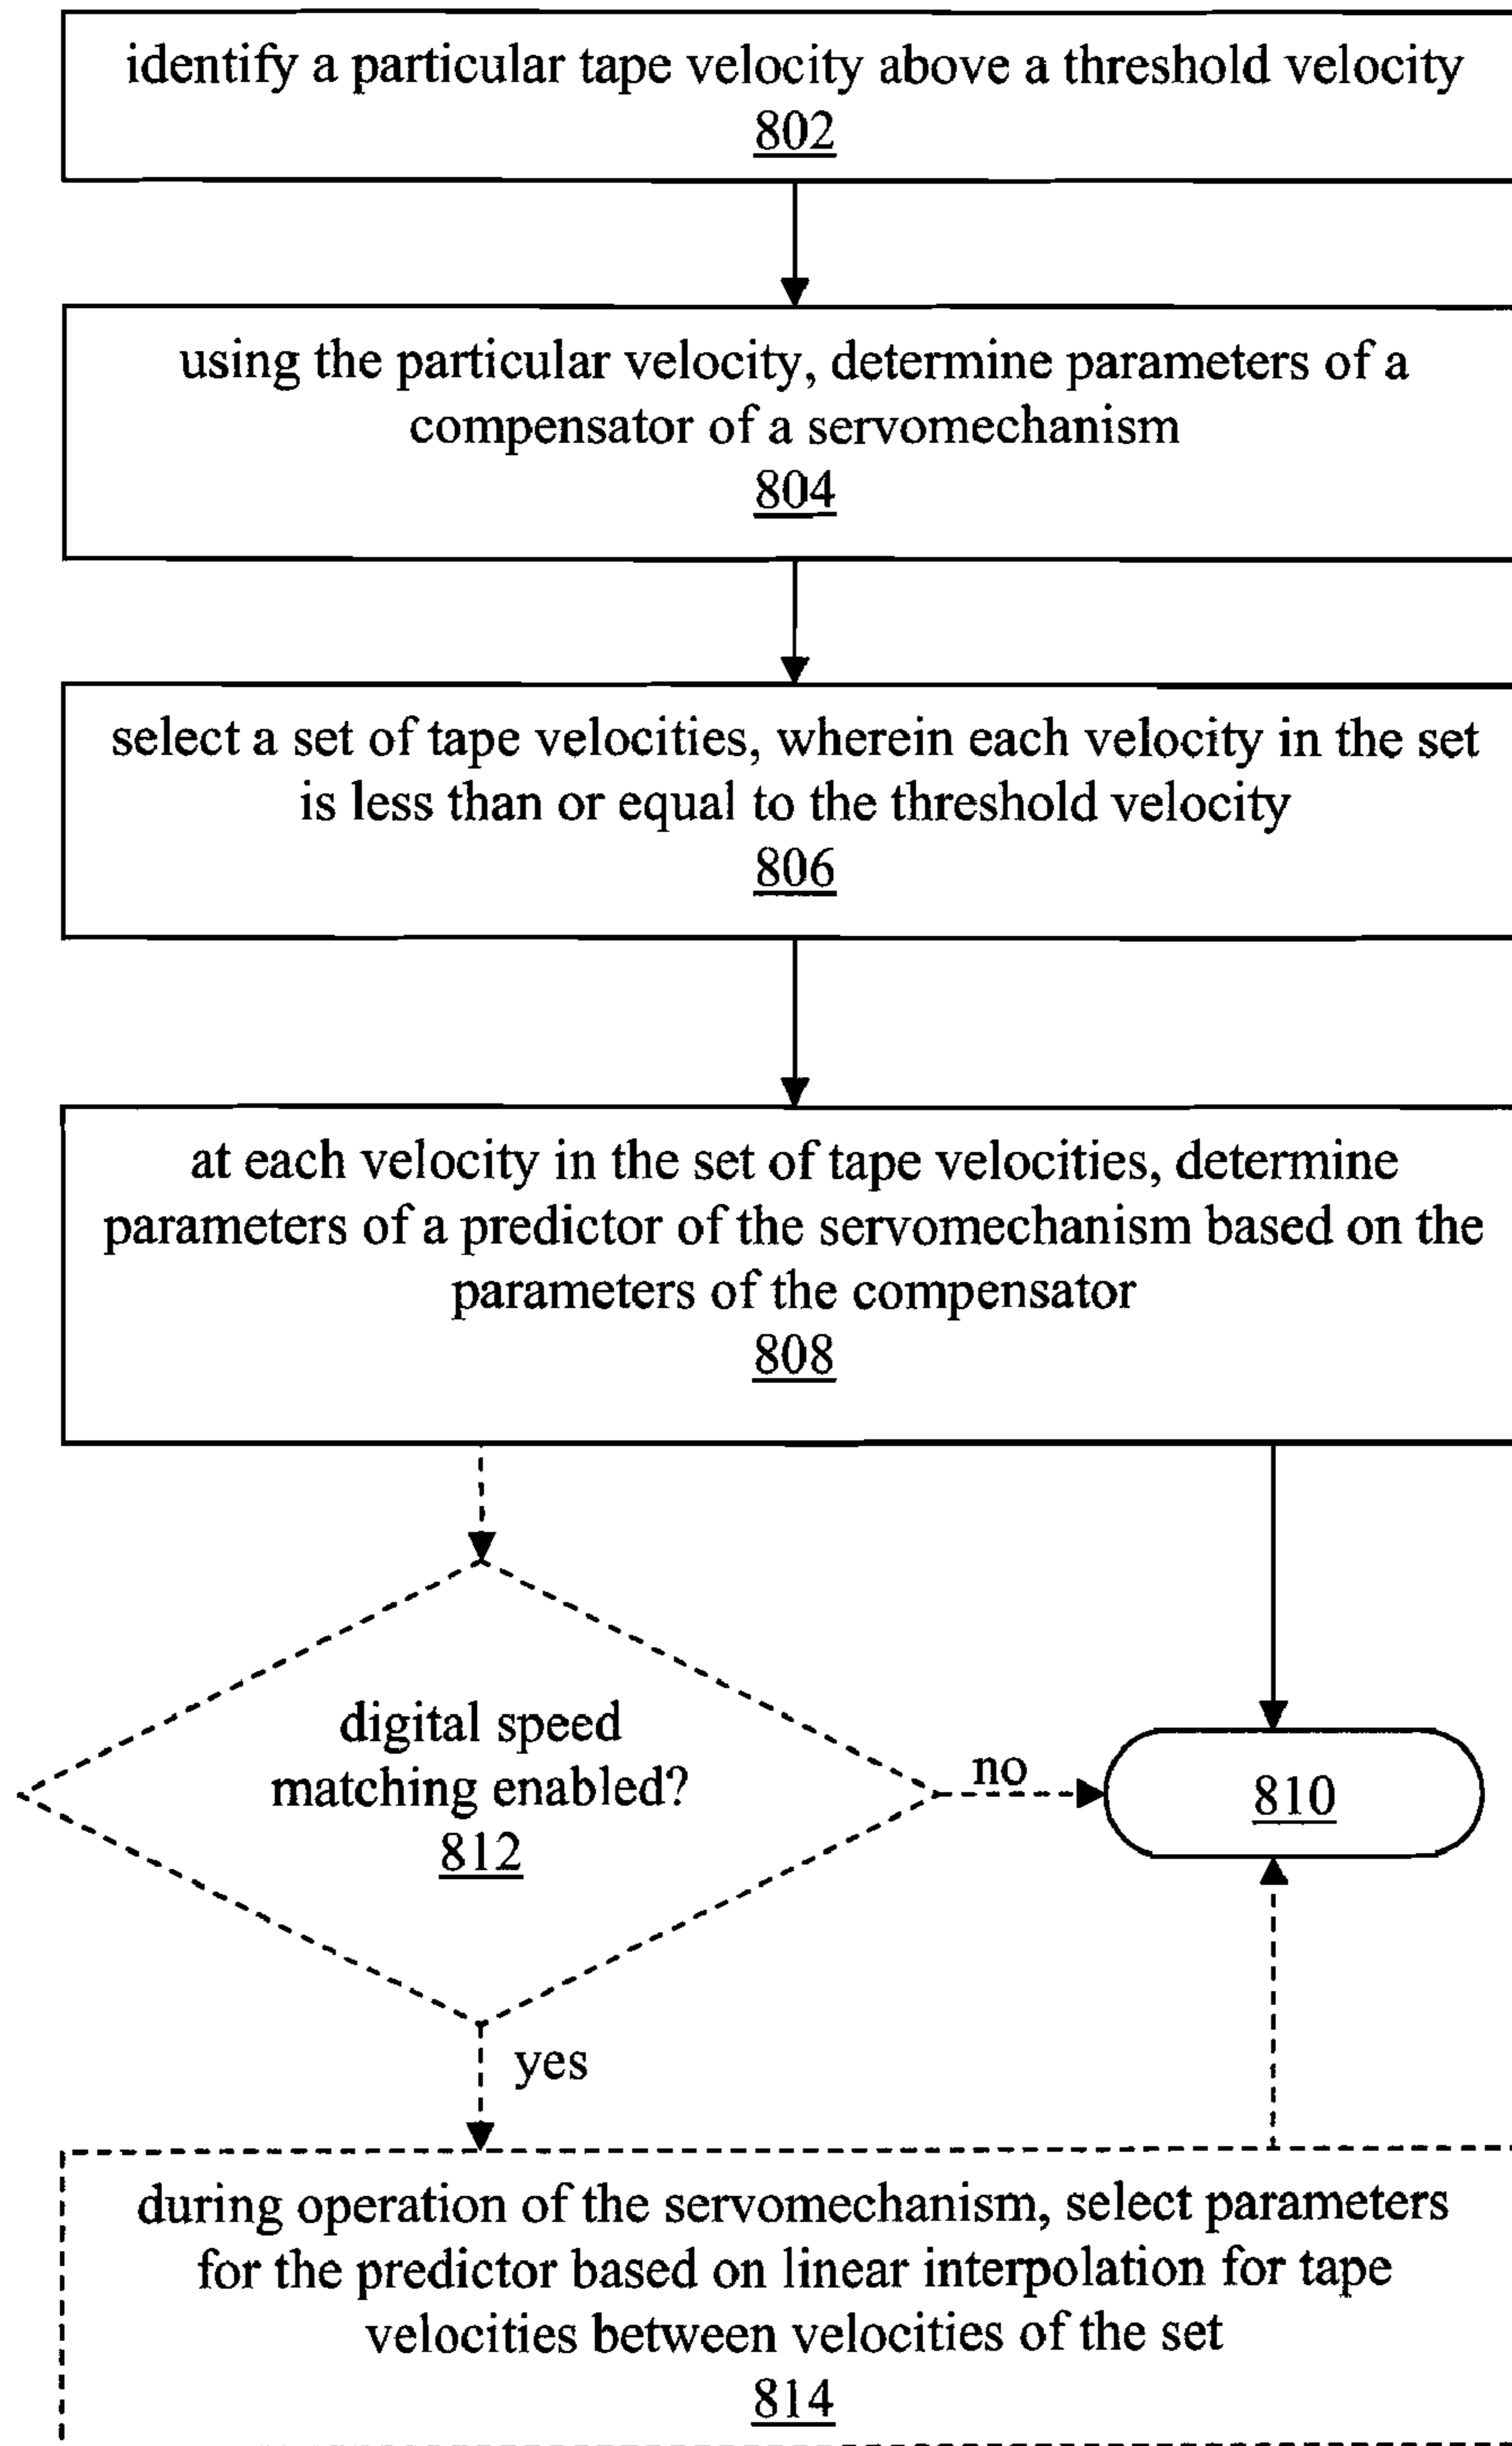 identify a particular tape velocity above a threshold velocity
802
using the particular velocity, determine parameters of a
compensator of a servomechanism
804
select a set of tape velocities, wherein each velocity in the set
is less than or equal to the threshold velocity
806
at each velocity in the set of tape velocities, determine
parameters of a predictor of the servomechanism based on the
parameters of the compensator
808
digital speed
matching enabled?
812
no
810
yes
during operation of the servomechanism, select parameters
for the predictor based on linear interpolation for tape
velocities between velocities of the set
814